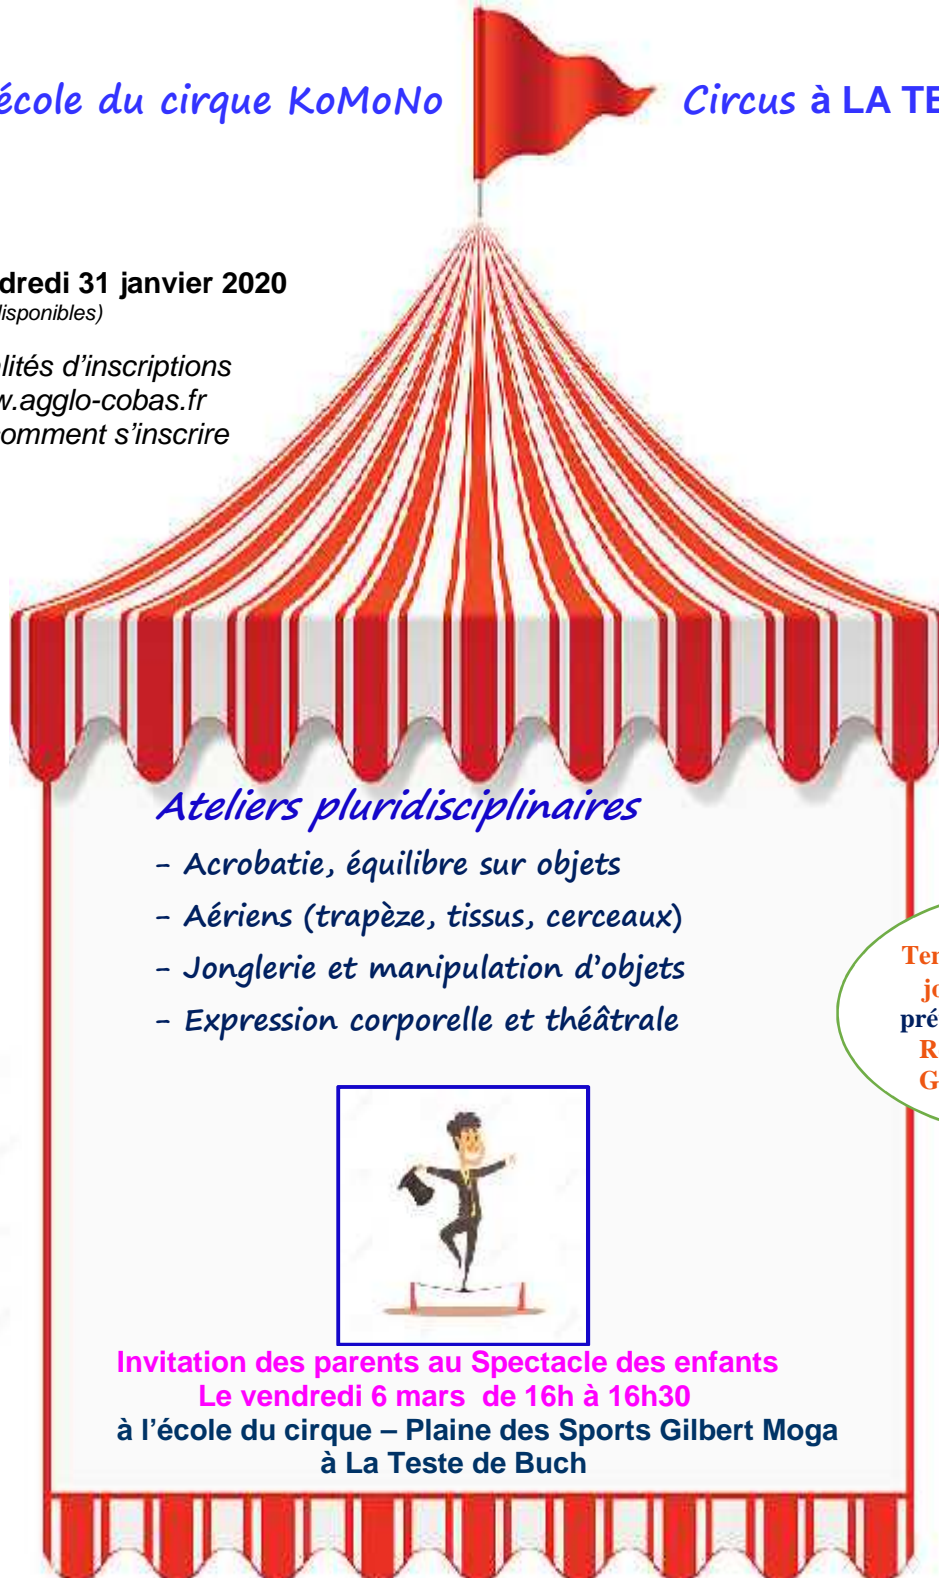 école du cirque KoMoNo Circus à LA TE
dredi 31 janvier 2020
disponibles)
lités d’inscriptions
w.agglo-cobas.fr
comment s’inscrire
Ateliers pluridisciplinaires
- Acrobatie, équilibre sur objets
- Aériens (trapèze, tissus, cerceaux)
- Jonglerie et manipulation d’objets
- Expression corporelle et théâtrale
Ter
jo
pré
R
G
Invitation des parents au Spectacle des enfants
Le vendredi 6 mars de 16h à 16h30
à l’école du cirque – Plaine des Sports Gilbert Moga
à La Teste de Buch